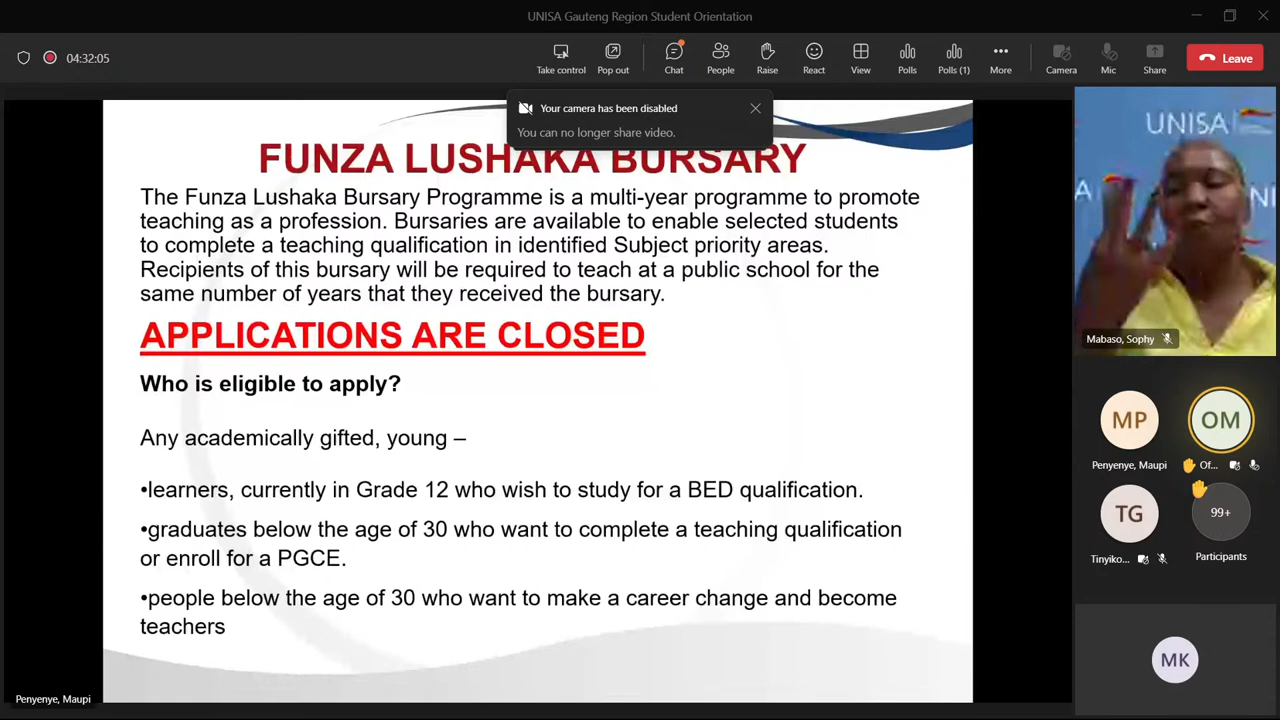 UNISA Gauteng Region Student Orientation
04:32:05
Take control
Pop out
Chat
People
Raise
React
View
Polls
Polls (1)
More
Camera
Mic
Share
Leave
Your camera has been disabled
You can no longer share video.
FUNZA LUSHAKA BURSARY
The Funza Lushaka Bursary Programme is a multi-year programme to promote
teaching as a profession. Bursaries are available to enable selected students
to complete a teaching qualification in identified Subject priority areas.
Recipients of this bursary will be required to teach at a public school for the
same number of years that they received the bursary.
APPLICATIONS ARE CLOSED
Who is eligible to apply?
Any academically gifted, young –
•learners, currently in Grade 12 who wish to study for a BED qualification.
•graduates below the age of 30 who want to complete a teaching qualification
or enroll for a PGCE.
•people below the age of 30 who want to make a career change and become
teachers
Penyenye, Maupi
UNISA
Mabaso, Sophy
MP
OM
Penyenye, Maupi
Of...
TG
99+
Tinyiko...
Participants
MK